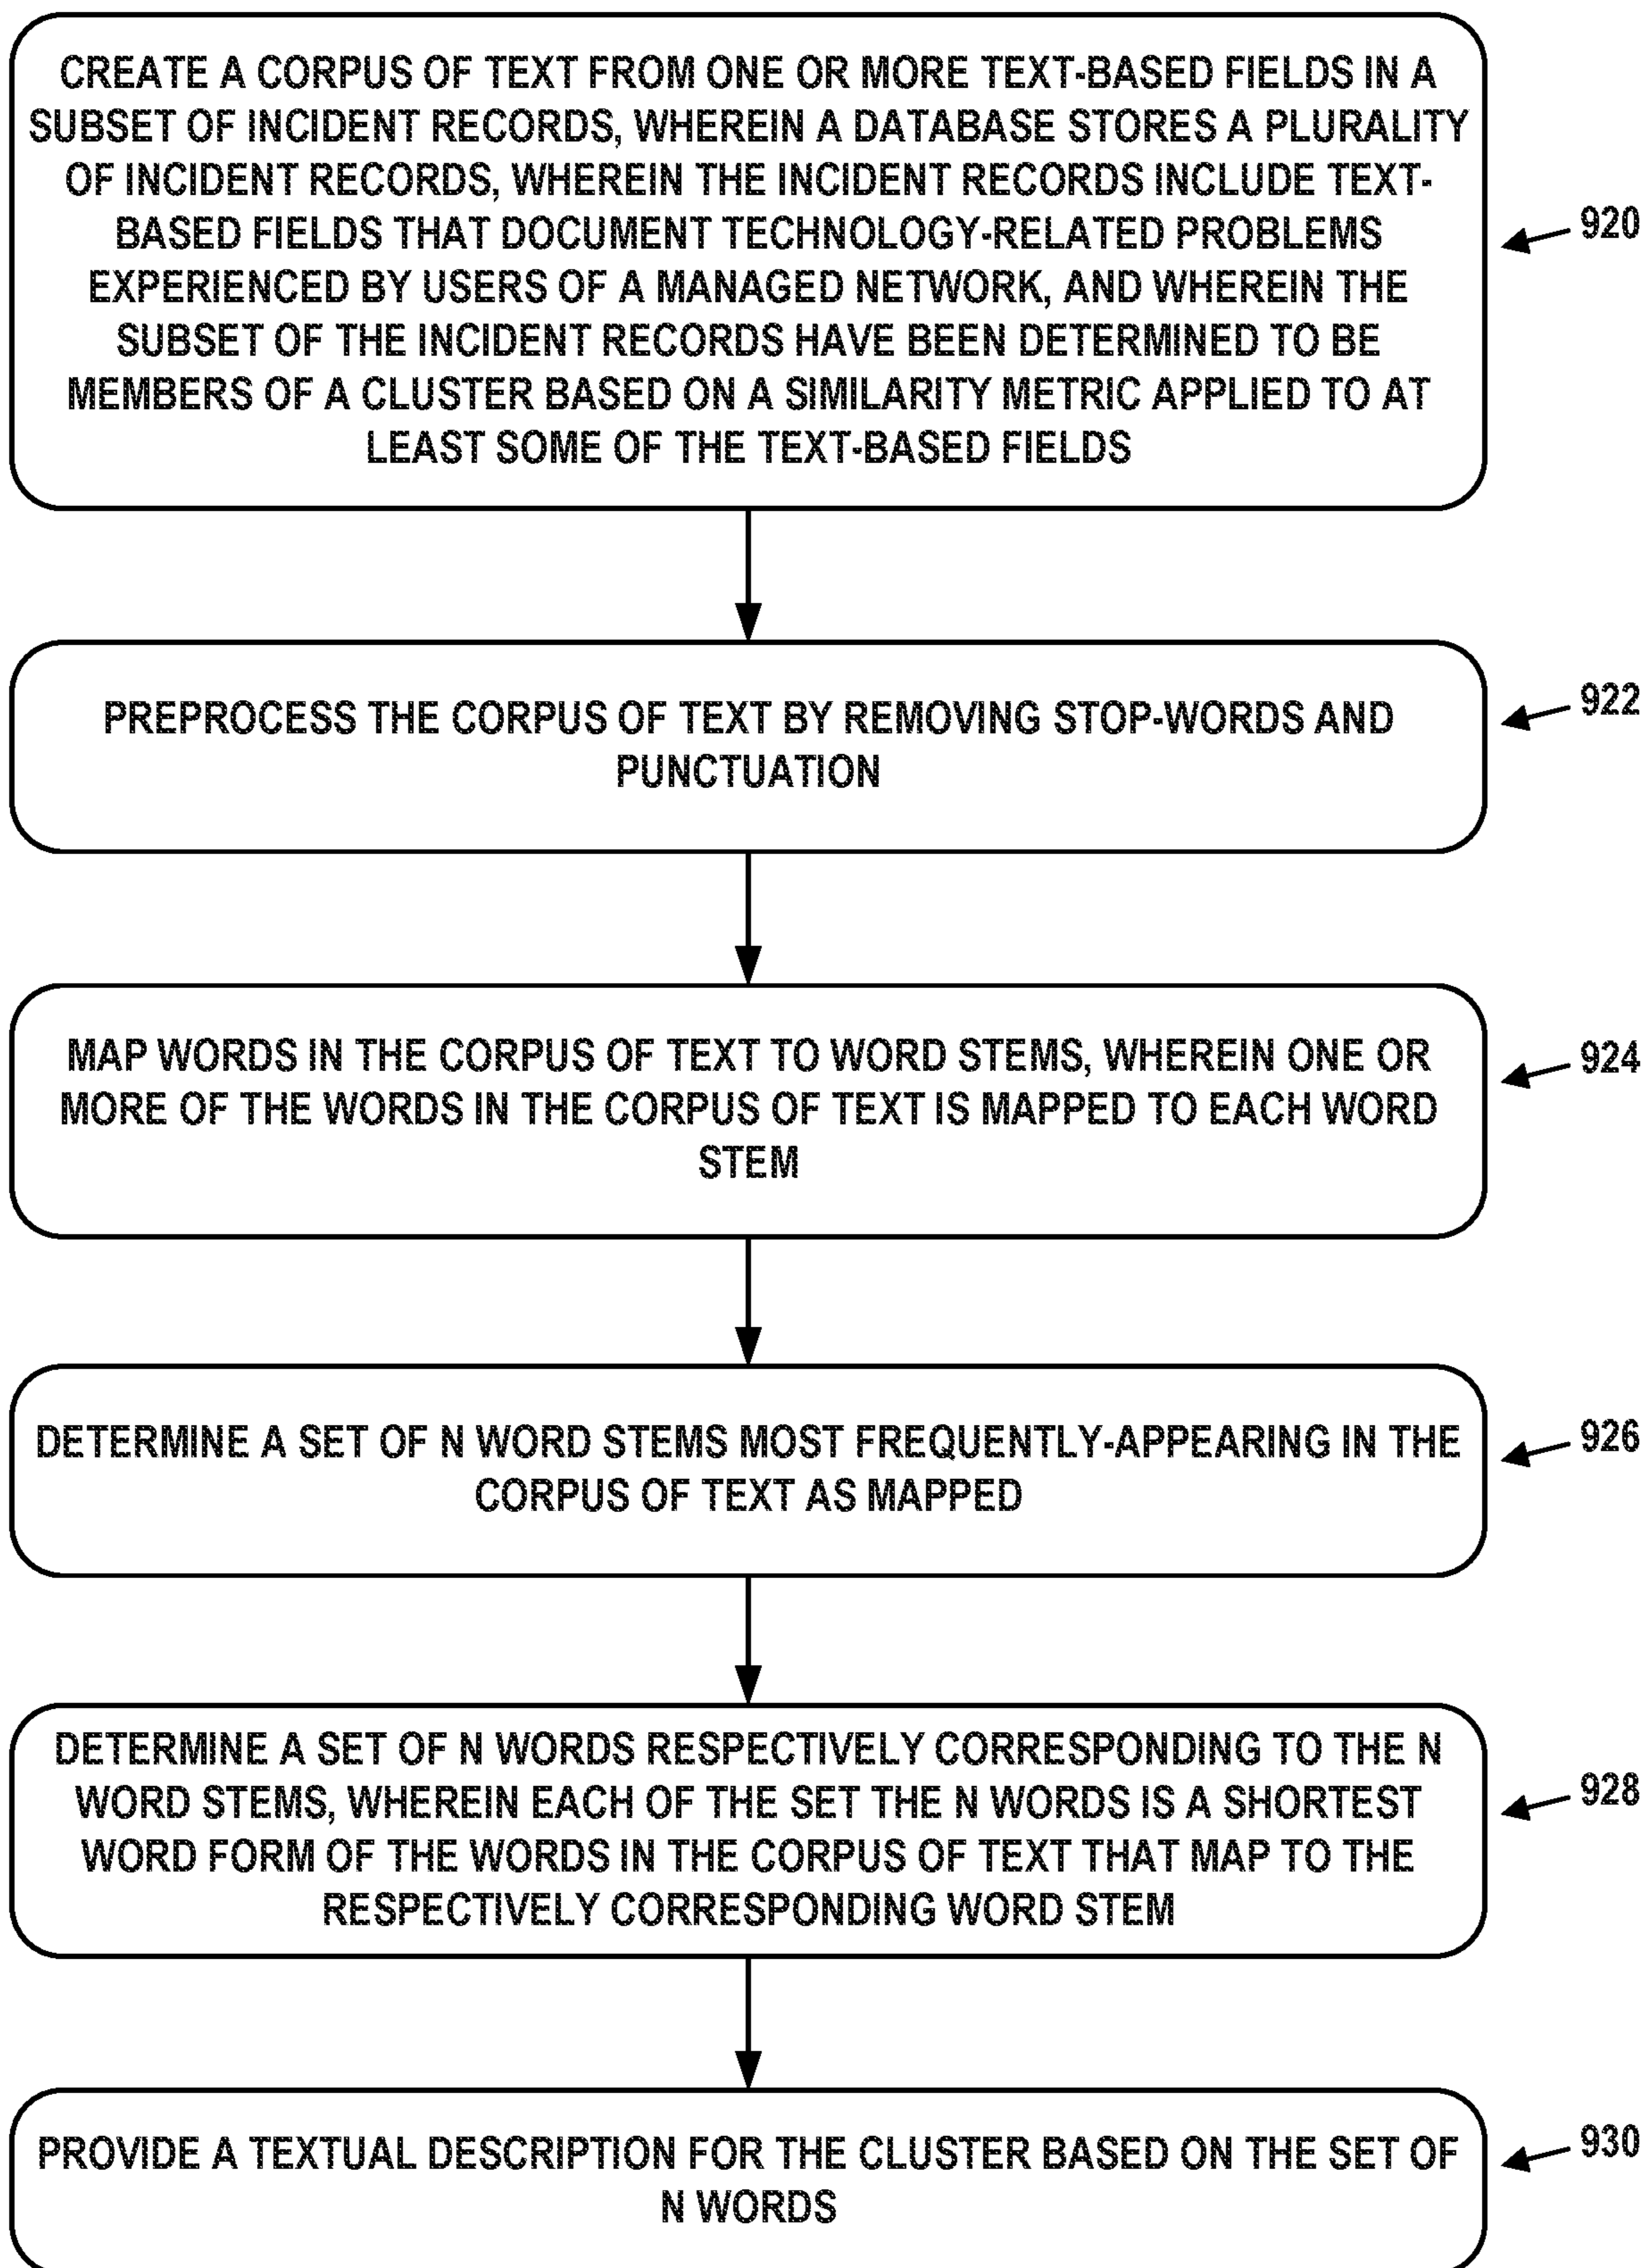 CREATE A CORPUS OF TEXT FROM ONE OR MORE TEXT-BASED FIELDS IN A
SUBSET OF INCIDENT RECORDS, WHEREIN A DATABASE STORES A PLURALITY
OF INCIDENT RECORDS, WHEREIN THE INCIDENT RECORDS INCLUDE TEXT-
BASED FIELDS THAT DOCUMENT TECHNOLOGY-RELATED PROBLEMS
EXPERIENCED BY USERS OF A MANAGED NETWORK, AND WHEREIN THE
SUBSET OF THE INCIDENT RECORDS HAVE BEEN DETERMINED TO BE
MEMBERS OF A CLUSTER BASED ON A SIMILARITY METRIC APPLIED TO AT
LEAST SOME OF THE TEXT-BASED FIELDS
920
PREPROCESS THE CORPUS OF TEXT BY REMOVING STOP-WORDS AND
PUNCTUATION
922
MAP WORDS IN THE CORPUS OF TEXT TO WORD STEMS, WHEREIN ONE OR
MORE OF THE WORDS IN THE CORPUS OF TEXT IS MAPPED TO EACH WORD
STEM
924
DETERMINE A SET OF N WORD STEMS MOST FREQUENTLY-APPEARING IN THE
CORPUS OF TEXT AS MAPPED
926
DETERMINE A SET OF N WORDS RESPECTIVELY CORRESPONDING TO THE N
WORD STEMS, WHEREIN EACH OF THE SET THE N WORDS IS A SHORTEST
WORD FORM OF THE WORDS IN THE CORPUS OF TEXT THAT MAP TO THE
RESPECTIVELY CORRESPONDING WORD STEM
928
PROVIDE A TEXTUAL DESCRIPTION FOR THE CLUSTER BASED ON THE SET OF
N WORDS
930